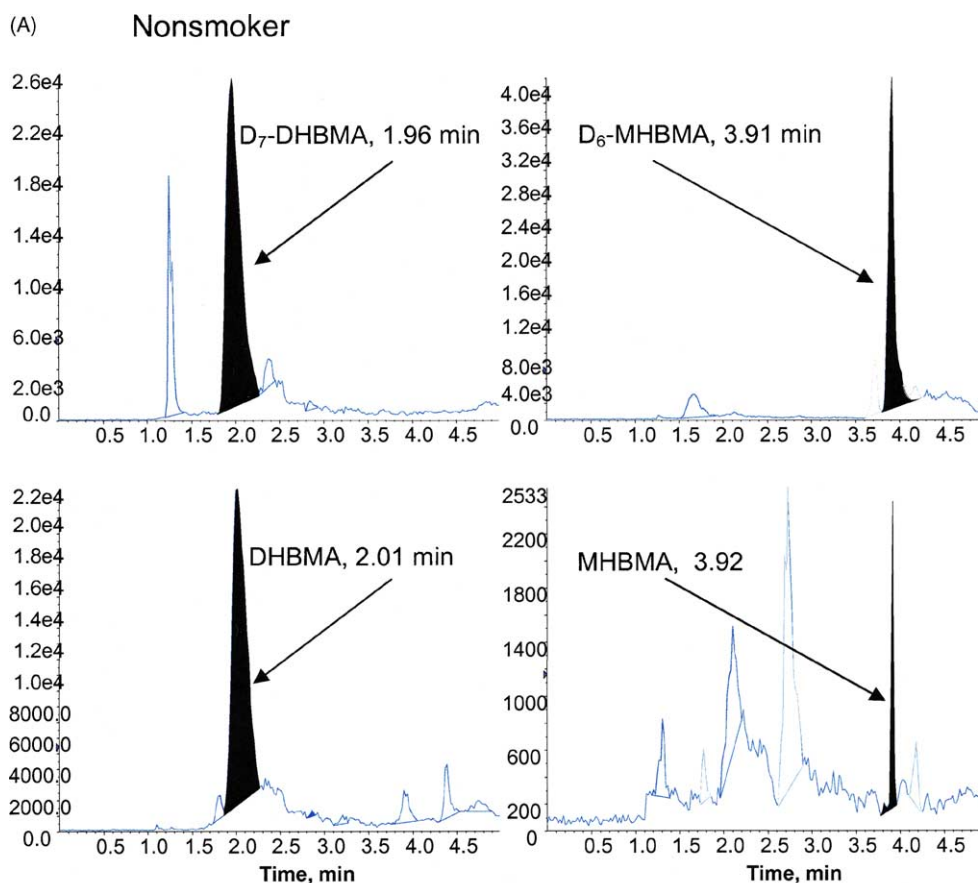 (A) Nonsmoker
2.6e4
2.2e4
1.8e4
1.4e4
1.0e4
6.0e3
2.0e3
0.0
D₇-DHBMA, 1.96 min
0.5 1.0 1.5 2.0 2.5 3.0 3.5 4.0 4.5
4.0e4
3.6e4
3.2e4
2.8e4
2.4e4
2.0e4
1.6e4
1.2e4
8.0e3
4.0e3
0.0
D₆-MHBMA, 3.91 min
0.5 1.0 1.5 2.0 2.5 3.0 3.5 4.0 4.5
2.2e4
2.0e4
1.8e4
1.6e4
1.4e4
1.2e4
1.0e4
8000.0
6000.0
4000.0
2000.0
0.0
DHBMA, 2.01 min
0.5 1.0 1.5 2.0 2.5 3.0 3.5 4.0 4.5
Time, min
2533
2200
1800
1400
1000
600
200
0
MHBMA, 3.92
0.5 1.0 1.5 2.0 2.5 3.0 3.5 4.0 4.5
Time, min